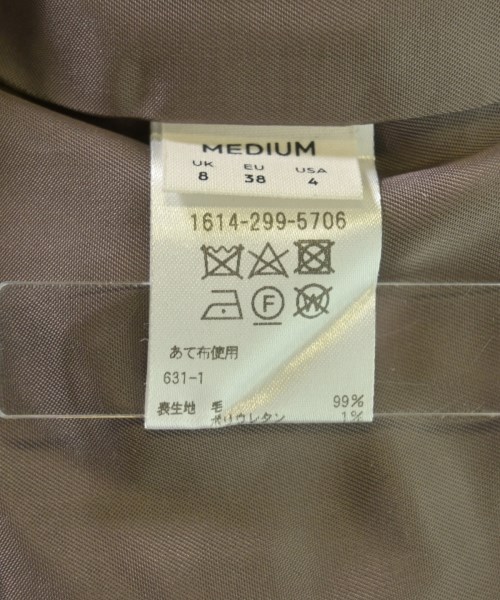 MEDIUM
UK EU USA
8 38 4
1614-299-5706
F W
あて布使用
631-1
表生地 毛 99%
ポリウレタン 1%